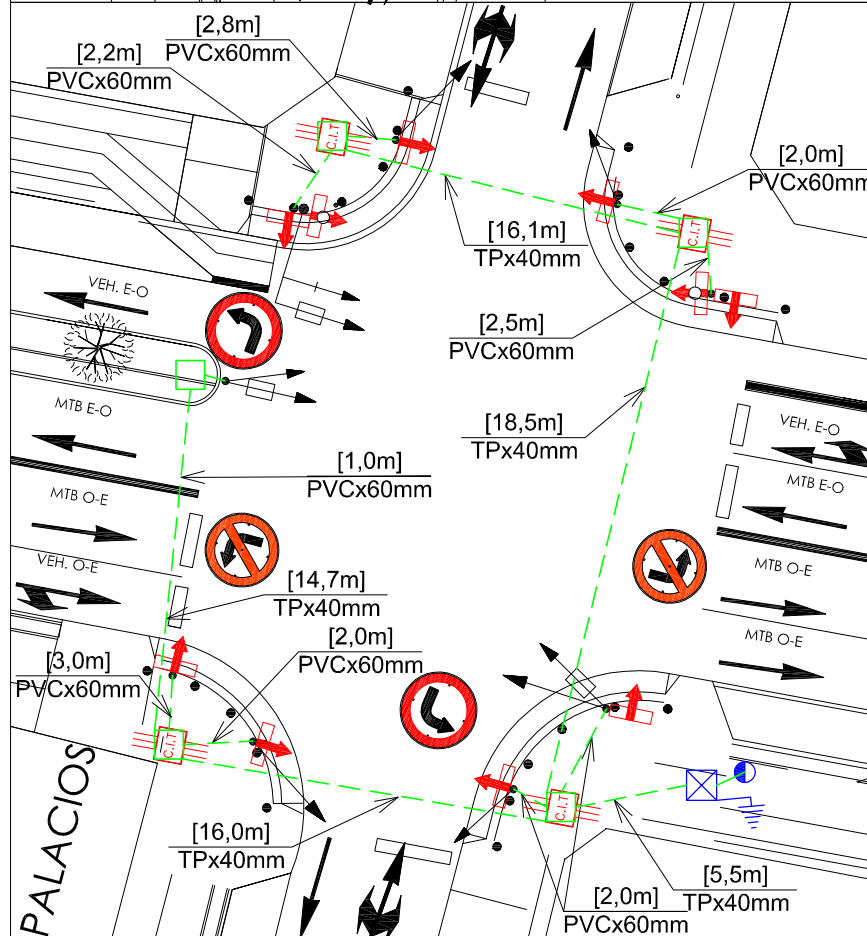 [2,8m]
PVCx60mm
[2,2m]
PVCx60mm
C.I.T
[2,0m]
PVCx60mm
[16,1m]
TPx40mm
C.I.T
VEH. E-O
[2,5m]
PVCx60mm
MTB E-O
[18,5m]
TPx40mm
VEH. E-O
[1,0m]
PVCx60mm
MTB E-O
MTB O-E
VEH. O-E
MTB O-E
[14,7m]
TPx40mm
[2,0m]
PVCx60mm
MTB O-E
[3,0m]
PVCx60mm
C.I.T
C.I.T
PALACIOS
[16,0m]
TPx40mm
[5,5m]
TPx40mm
[2,0m]
PVCx60mm